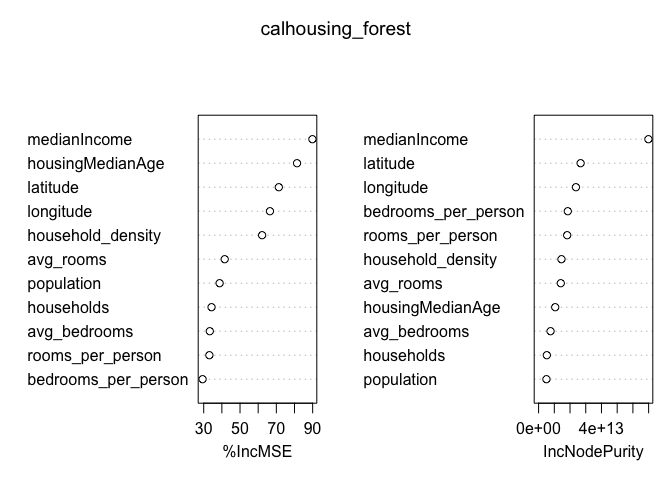 calhousing_forest
medianIncome
housingMedianAge
latitude
longitude
household_density
avg_rooms
population
households
avg_bedrooms
rooms_per_person
bedrooms_per_person
30 50 70 90
%IncMSE
medianIncome
latitude
longitude
bedrooms_per_person
rooms_per_person
household_density
avg_rooms
housingMedianAge
avg_bedrooms
households
population
0e+00 4e+13
IncNodePurity